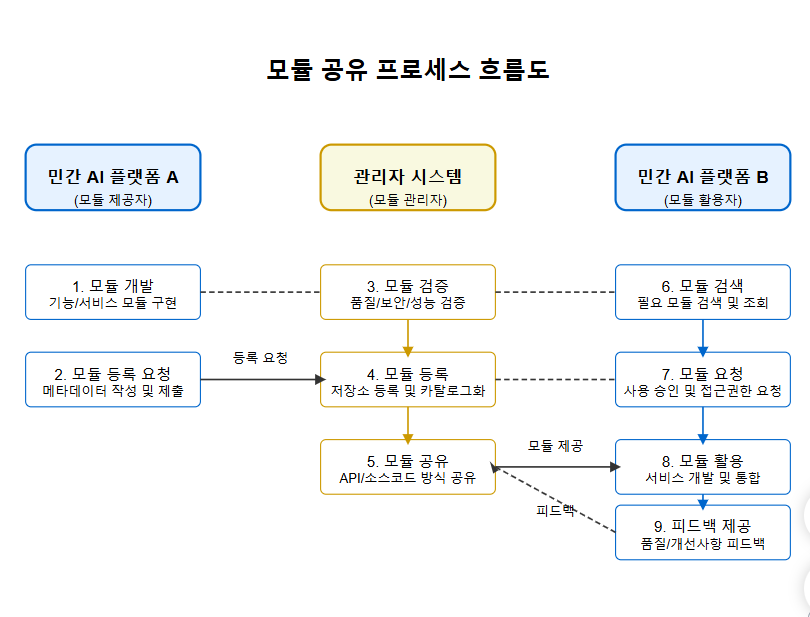 모듈 공유 프로세스 흐름도
민간 AI 플랫폼 A
(모듈 제공자)
관리자 시스템
(모듈 관리자)
민간 AI 플랫폼 B
(모듈 활용자)
1. 모듈 개발
기능/서비스 모듈 구현
3. 모듈 검증
품질/보안/성능 검증
6. 모듈 검색
필요 모듈 검색 및 조회
2. 모듈 등록 요청
메타데이터 작성 및 제출
등록 요청
4. 모듈 등록
저장소 등록 및 카탈로그화
7. 모듈 요청
사용 승인 및 접근권한 요청
5. 모듈 공유
API/소스코드 방식 공유
모듈 제공
8. 모듈 활용
서비스 개발 및 통합
피드백
9. 피드백 제공
품질/개선사항 피드백